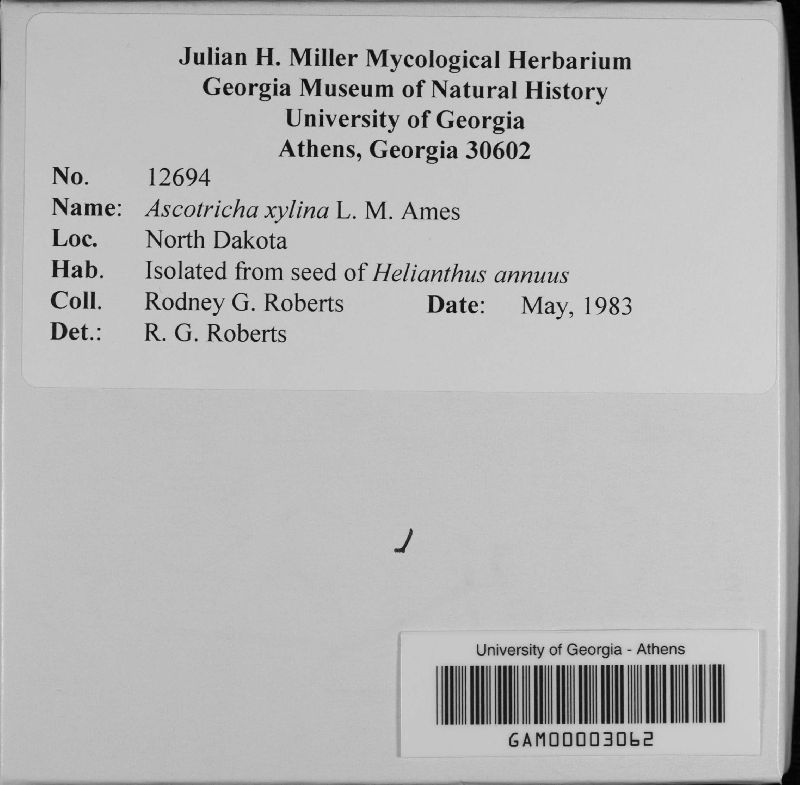 Julian H. Miller Mycological Herbarium
Georgia Museum of Natural History
University of Georgia
Athens, Georgia 30602
No. 12694
Name: Ascotricha xylina L. M. Ames
Loc. North Dakota
Hab. Isolated from seed of Helianthus annuus
Coll. Rodney G. Roberts Date: May, 1983
Det.: R. G. Roberts
University of Georgia - Athens
GAM00003062